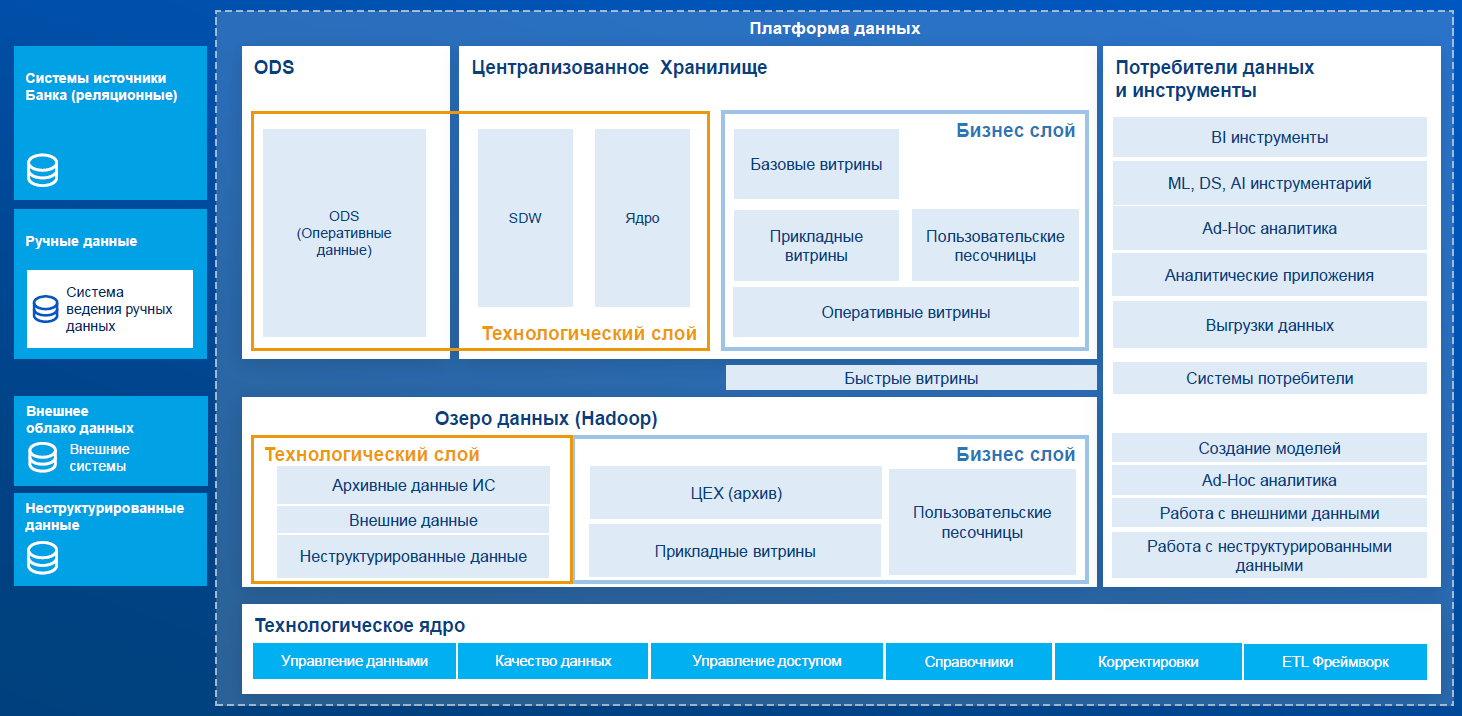 Платформа данных
Системы источники
Банка (реляционные)
Ручные данные
Система
ведения ручных
данных
Внешнее
облако данных
Внешние
системы
Неструктурированные
данные
ODS
ODS
(Оперативные
данные)
Централизованное Хранилище
SDW
Ядро
Технологический слой
Бизнес слой
Базовые витрины
Прикладные
витрины
Пользовательские
песочницы
Оперативные витрины
Быстрые витрины
Озеро данных (Hadoop)
Технологический слой
Архивные данные ИС
Внешние данные
Неструктурированные данные
Бизнес слой
ЦЕХ (архив)
Прикладные витрины
Пользовательские
песочницы
Потребители данных
и инструменты
BI инструменты
ML, DS, AI инструментарий
Ad-Hoc аналитика
Аналитические приложения
Выгрузки данных
Системы потребители
Создание моделей
Ad-Hoc аналитика
Работа с внешними данными
Работа с неструктурированными
данными
Технологическое ядро
Управление данными
Качество данных
Управление доступом
Справочники
Корректировки
ETL Фреймворк